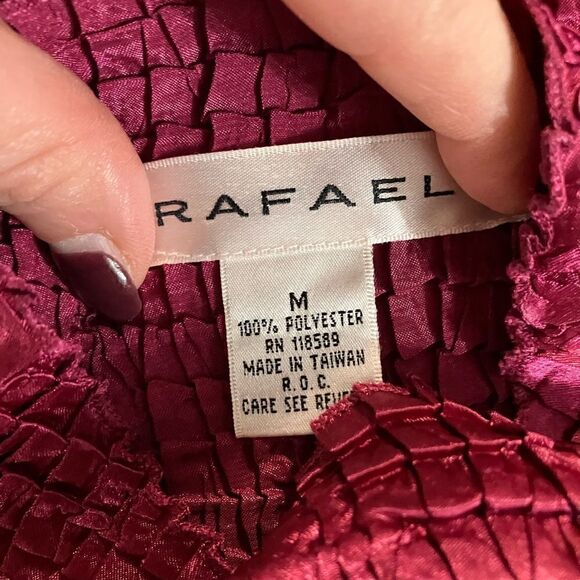 RAFAEL
M
100% POLYESTER
RN 118589
MADE IN TAIWAN
R.O.C.
CARE SEE